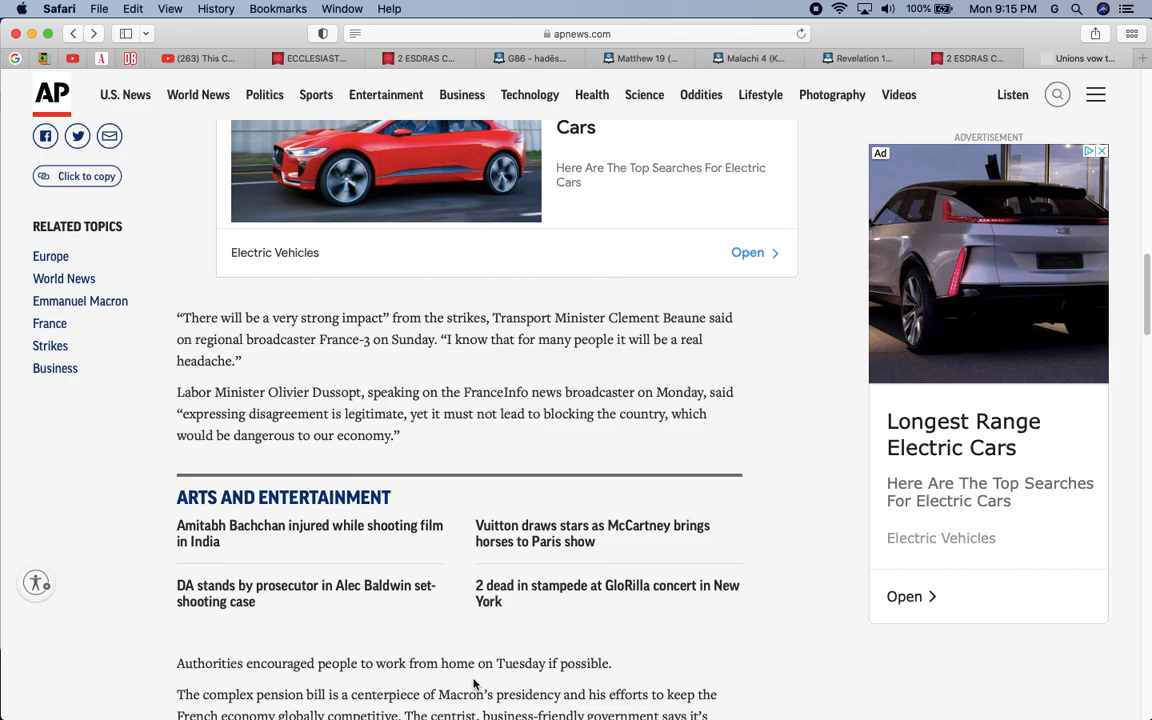 Safari File Edit View History Bookmarks Window Help 100% Mon 9:15 PM G
apnews.com
(263) This C... ECCLESIAST... 2 ESDRAS C... G86 - hadēs... Matthew 19 (... Malachi 4 (K... Revelation 1... 2 ESDRAS C... Unions vow t...
AP U.S. News World News Politics Sports Entertainment Business Technology Health Science Oddities Lifestyle Photography Videos Listen
Click to copy
RELATED TOPICS
Europe
World News
Emmanuel Macron
France
Strikes
Business
Cars
Here Are The Top Searches For Electric
Cars
Electric Vehicles Open
“There will be a very strong impact” from the strikes, Transport Minister Clement Beaune said
on regional broadcaster France-3 on Sunday. “I know that for many people it will be a real
headache.”
Labor Minister Olivier Dussopt, speaking on the FranceInfo news broadcaster on Monday, said
“expressing disagreement is legitimate, yet it must not lead to blocking the country, which
would be dangerous to our economy.”
ARTS AND ENTERTAINMENT
Amitabh Bachchan injured while shooting film
in India
Vuitton draws stars as McCartney brings
horses to Paris show
DA stands by prosecutor in Alec Baldwin set-
shooting case
2 dead in stampede at GloRilla concert in New
York
Authorities encouraged people to work from home on Tuesday if possible.
The complex pension bill is a centerpiece of Macron’s presidency and his efforts to keep the
French economy globally competitive. The centrist, business-friendly government says it’s
ADVERTISEMENT
Ad
Longest Range
Electric Cars
Here Are The Top Searches
For Electric Cars
Electric Vehicles
Open